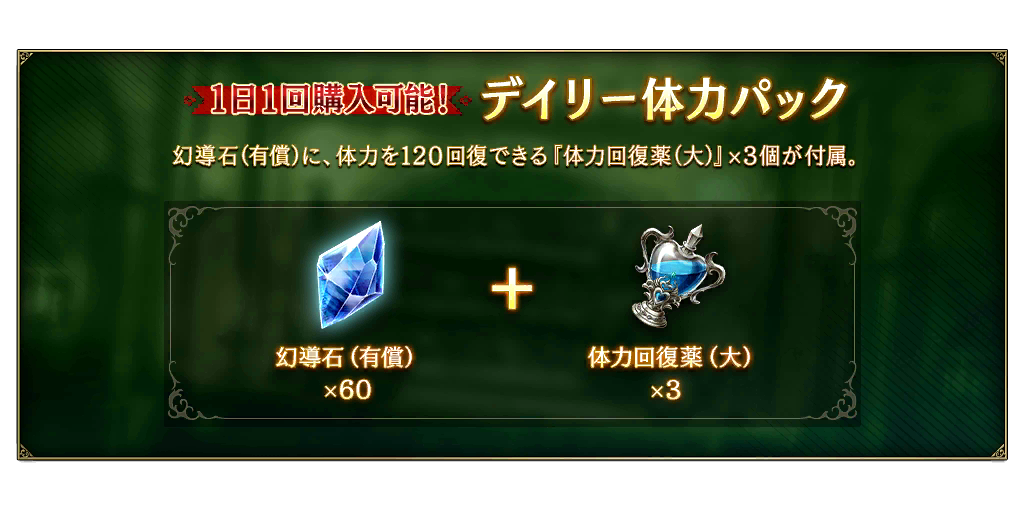 1日1回購入可能！ デイリー体力パック
幻導石(有償)に、体力を120回復できる『体力回復薬(大)』×3個が付属。
幻導石（有償） + 体力回復薬（大）
×60 ×3